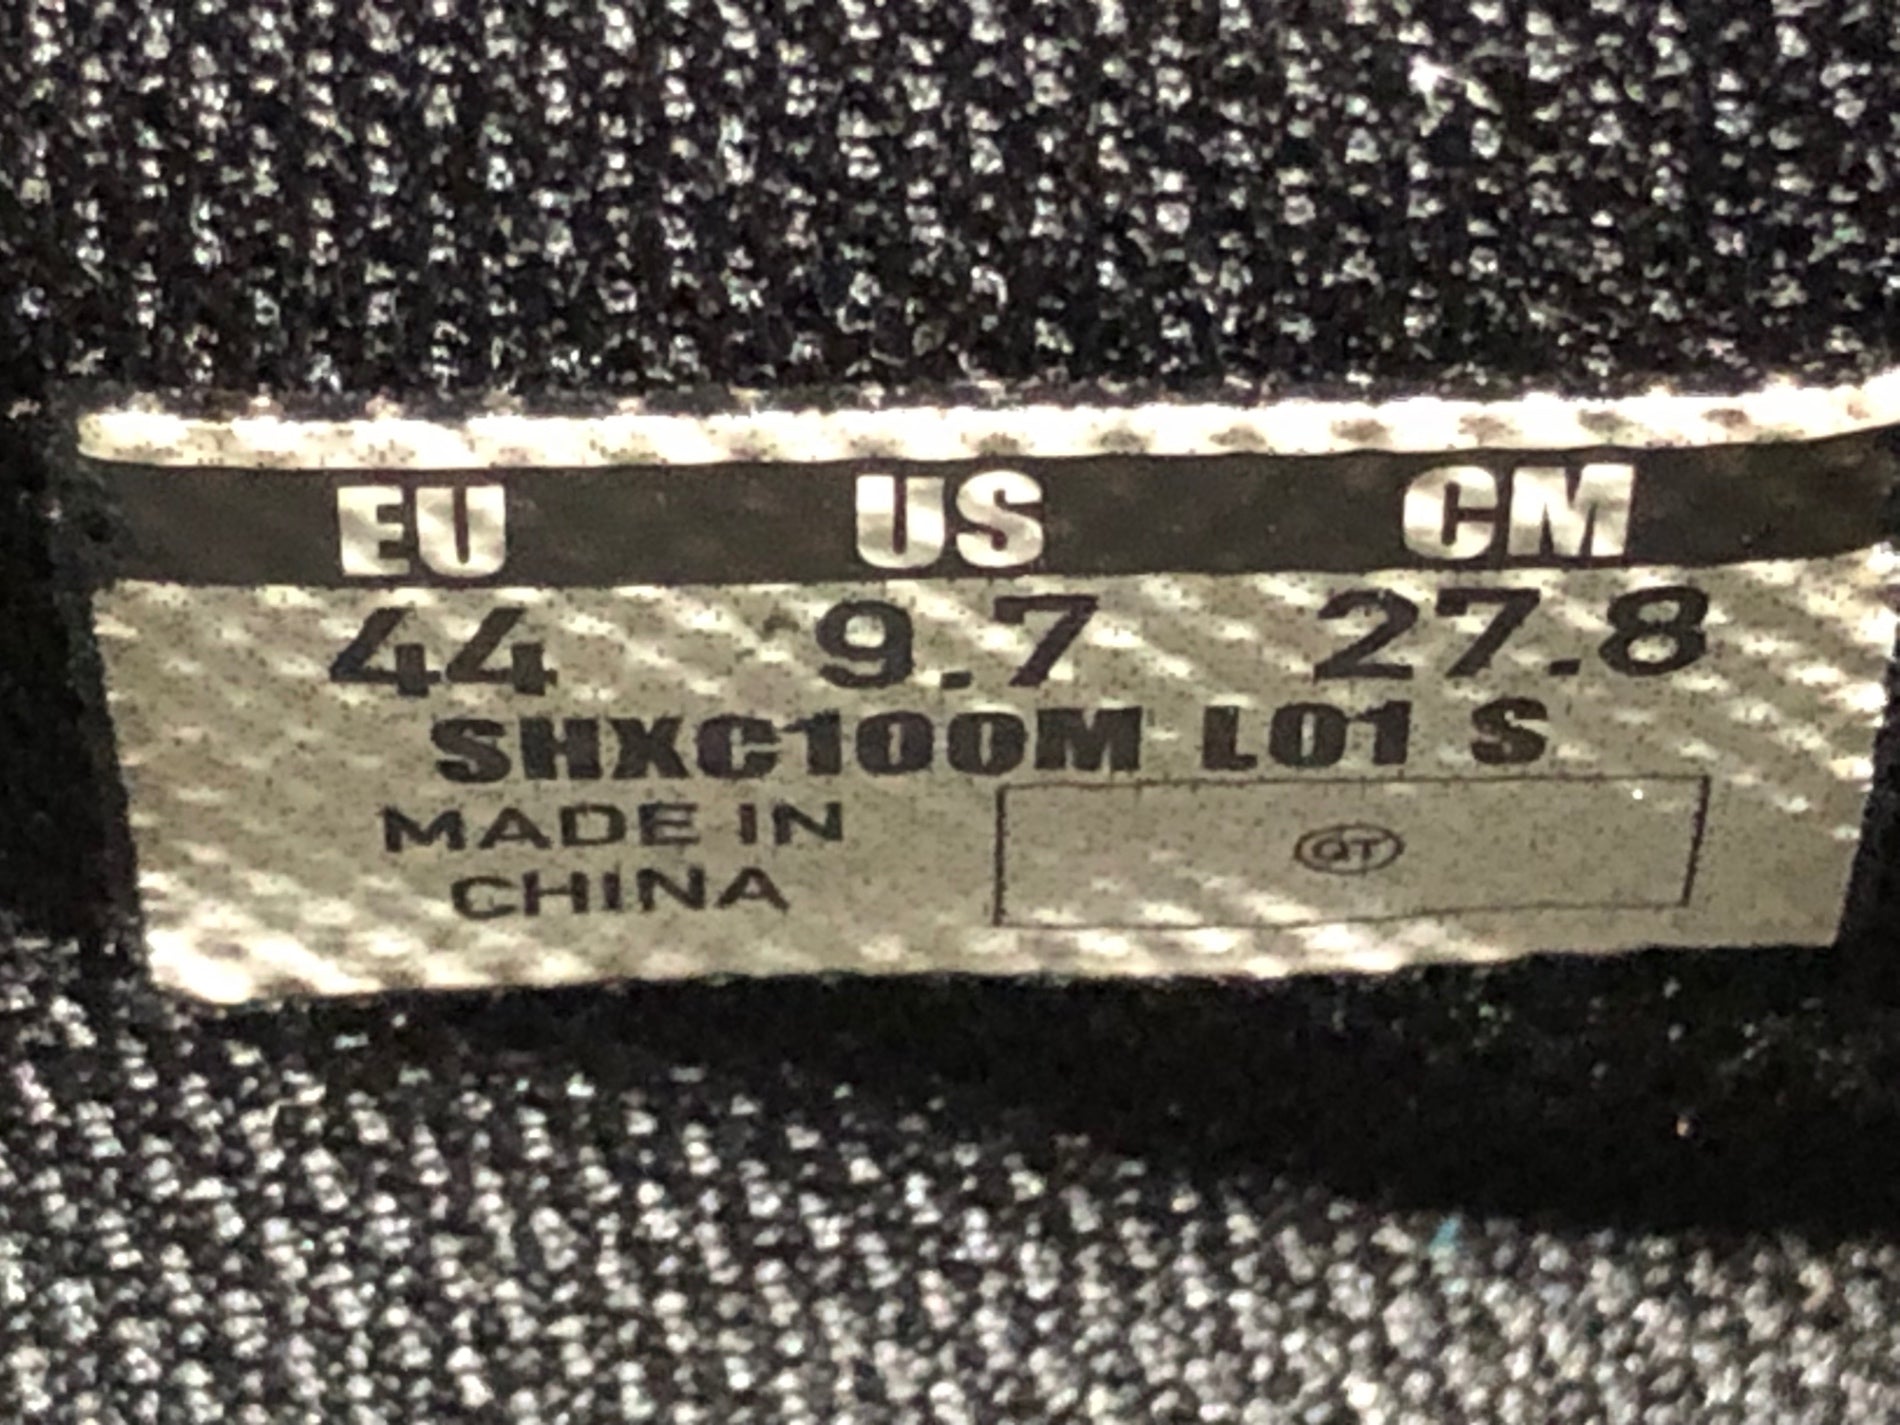 EU US CM
44 9.7 27.8
SHXC100M L01 S
MADE IN
CHINA
QT